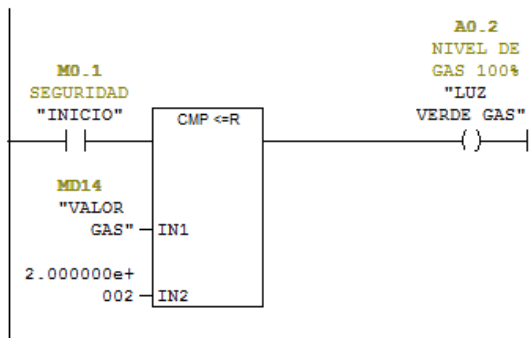 A0.2
NIVEL DE
GAS 100%
"LUZ
VERDE GAS"
M0.1
SEGURIDAD
"INICIO"
CMP <=R
MD14
"VALOR
GAS"
IN1
2.000000e+
002
IN2